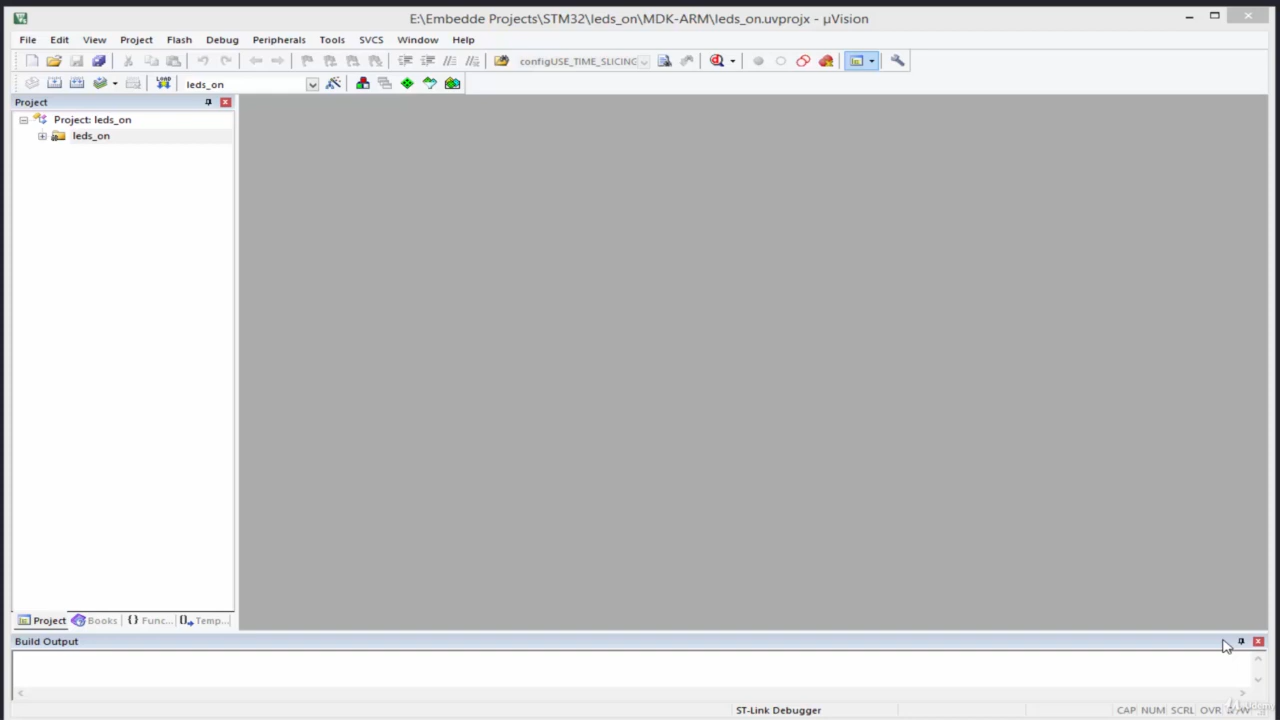 E:\Embedde Projects\STM32\leds_on\MDK-ARM\leds_on.uvprojx - µVision
File Edit View Project Flash Debug Peripherals Tools SVCS Window Help
configUSE_TIME_SLICING
LOAD leds_on
Project
Project: leds_on
leds_on
Project Books {} Func... Temp...
Build Output
ST-Link Debugger CAP NUM SCRL OVR R/W
Udemy